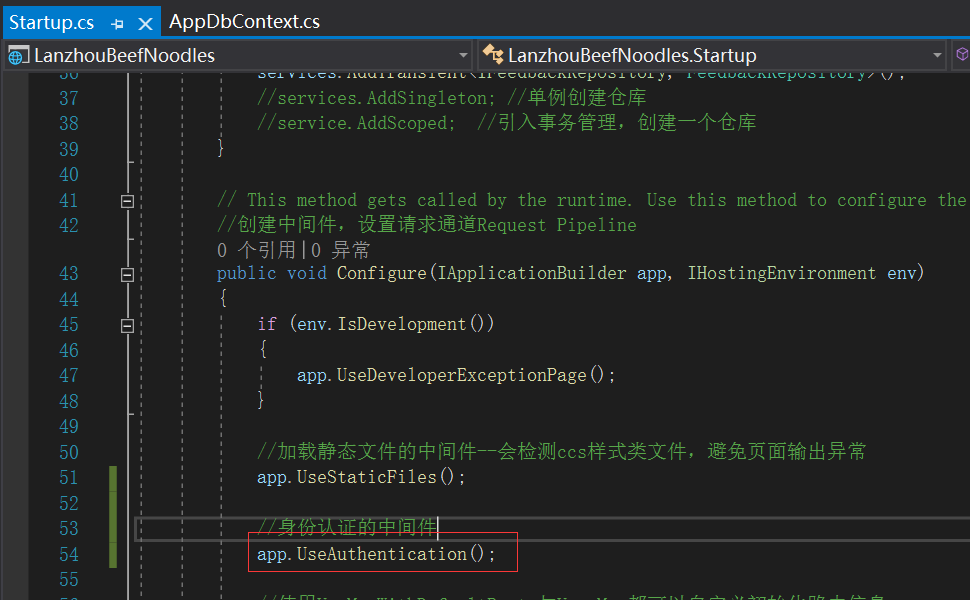 Startup.cs AppDbContext.cs
LanzhouBeefNoodles LanzhouBeefNoodles.Startup
36 services.AddTransient<IFeedbackRepository, FeedbackRepository>();
37 //services.AddSingleton; //单例创建仓库
38 //service.AddScoped; //引入事务管理，创建一个仓库
39 }
40
41 // This method gets called by the runtime. Use this method to configure the
42 //创建中间件，设置请求通道Request Pipeline
0 个引用|0 异常
43 public void Configure(IApplicationBuilder app, IHostingEnvironment env)
44 {
45 if (env.IsDevelopment())
46 {
47 app.UseDeveloperExceptionPage();
48 }
49
50 //加载静态文件的中间件--会检测ccs样式类文件，避免页面输出异常
51 app.UseStaticFiles();
52
53 //身份认证的中间件
54 app.UseAuthentication();
55